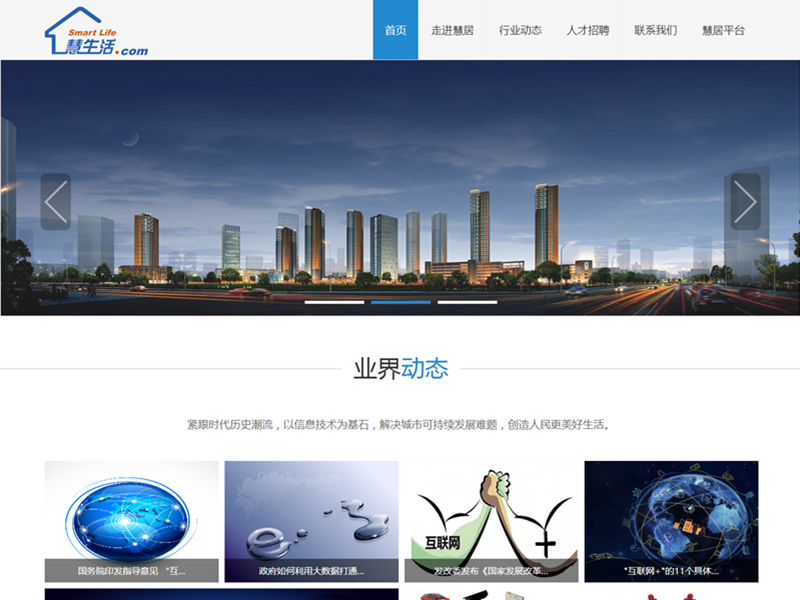 Smart Life
慧生活.com
首页
走进慧居
行业动态
人才招聘
联系我们
慧居平台
业界动态
紧跟时代历史潮流，以信息技术为基石，解决城市可持续发展难题，创造人民更美好生活。
互联网
国务院印发指导意见 “互...
政府如何利用大数据打通...
发改委发布《国家发展改革...
“互联网+”的11个具体...